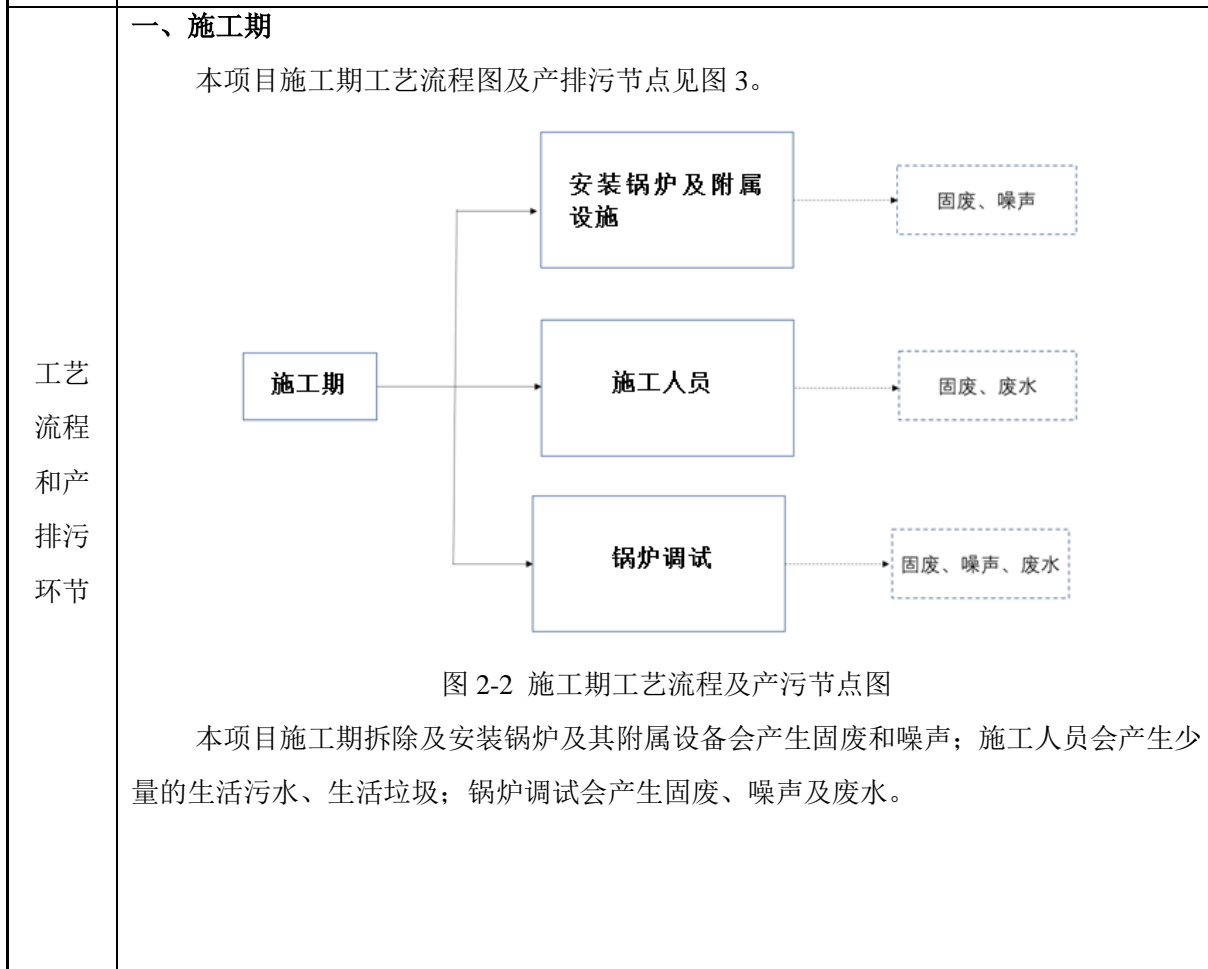 一、施工期
本项目施工期工艺流程图及产排污节点见图 3。
安装锅炉及附属
设施
固废、噪声
施工期
施工人员
固废、废水
锅炉调试
固废、噪声、废水
图 2-2 施工期工艺流程及产污节点图
本项目施工期拆除及安装锅炉及其附属设备会产生固废和噪声；施工人员会产生少
量的生活污水、生活垃圾；锅炉调试会产生固废、噪声及废水。
工艺
流程
和产
排污
环节